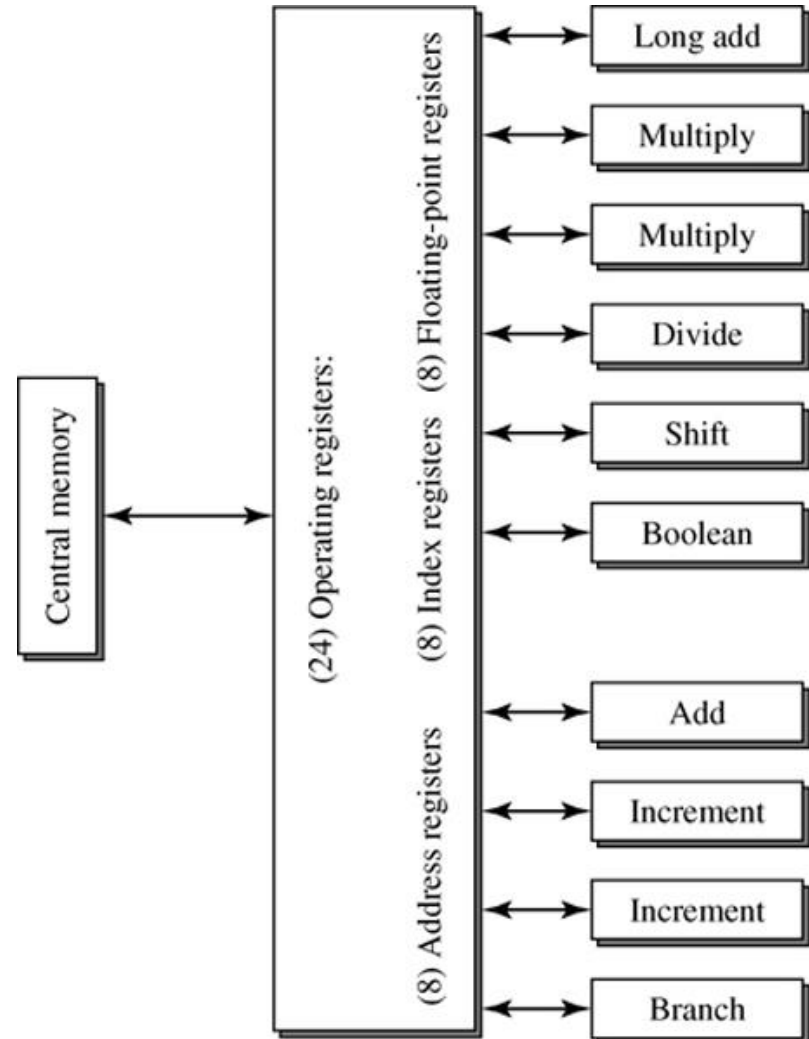 Central memory
(24) Operating registers:
(8) Floating-point registers
(8) Index registers
(8) Address registers
Long add
Multiply
Multiply
Divide
Shift
Boolean
Add
Increment
Increment
Branch